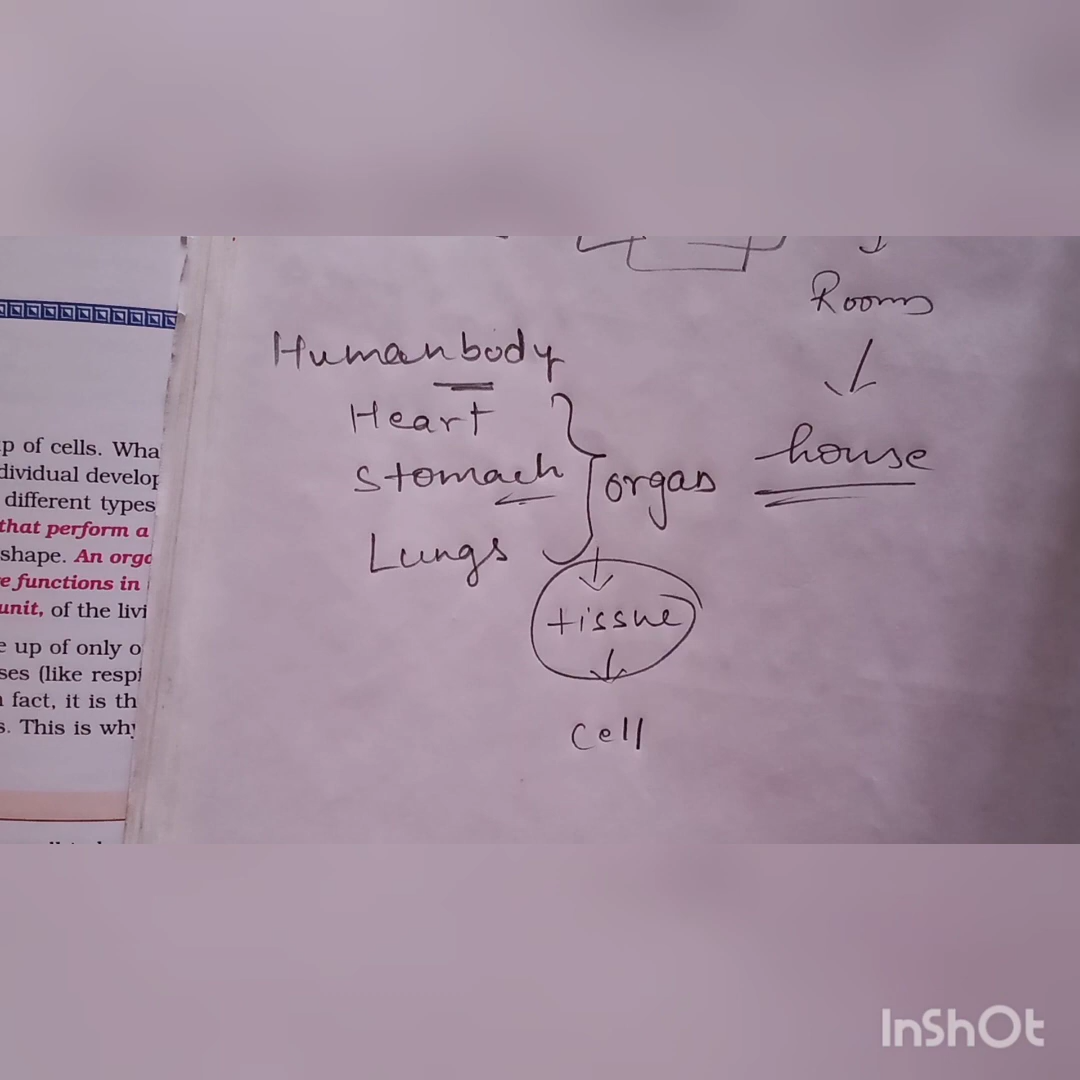 Rooms
house
Human body
Heart
Stomach
Lungs
organs
tissue
cell
p of cells. Wha
dividual develop
different types
that perform a
shape. An orga
e functions in
unit, of the livi
e up of only o
ses (like respi
n fact, it is th
s. This is why
InShOt